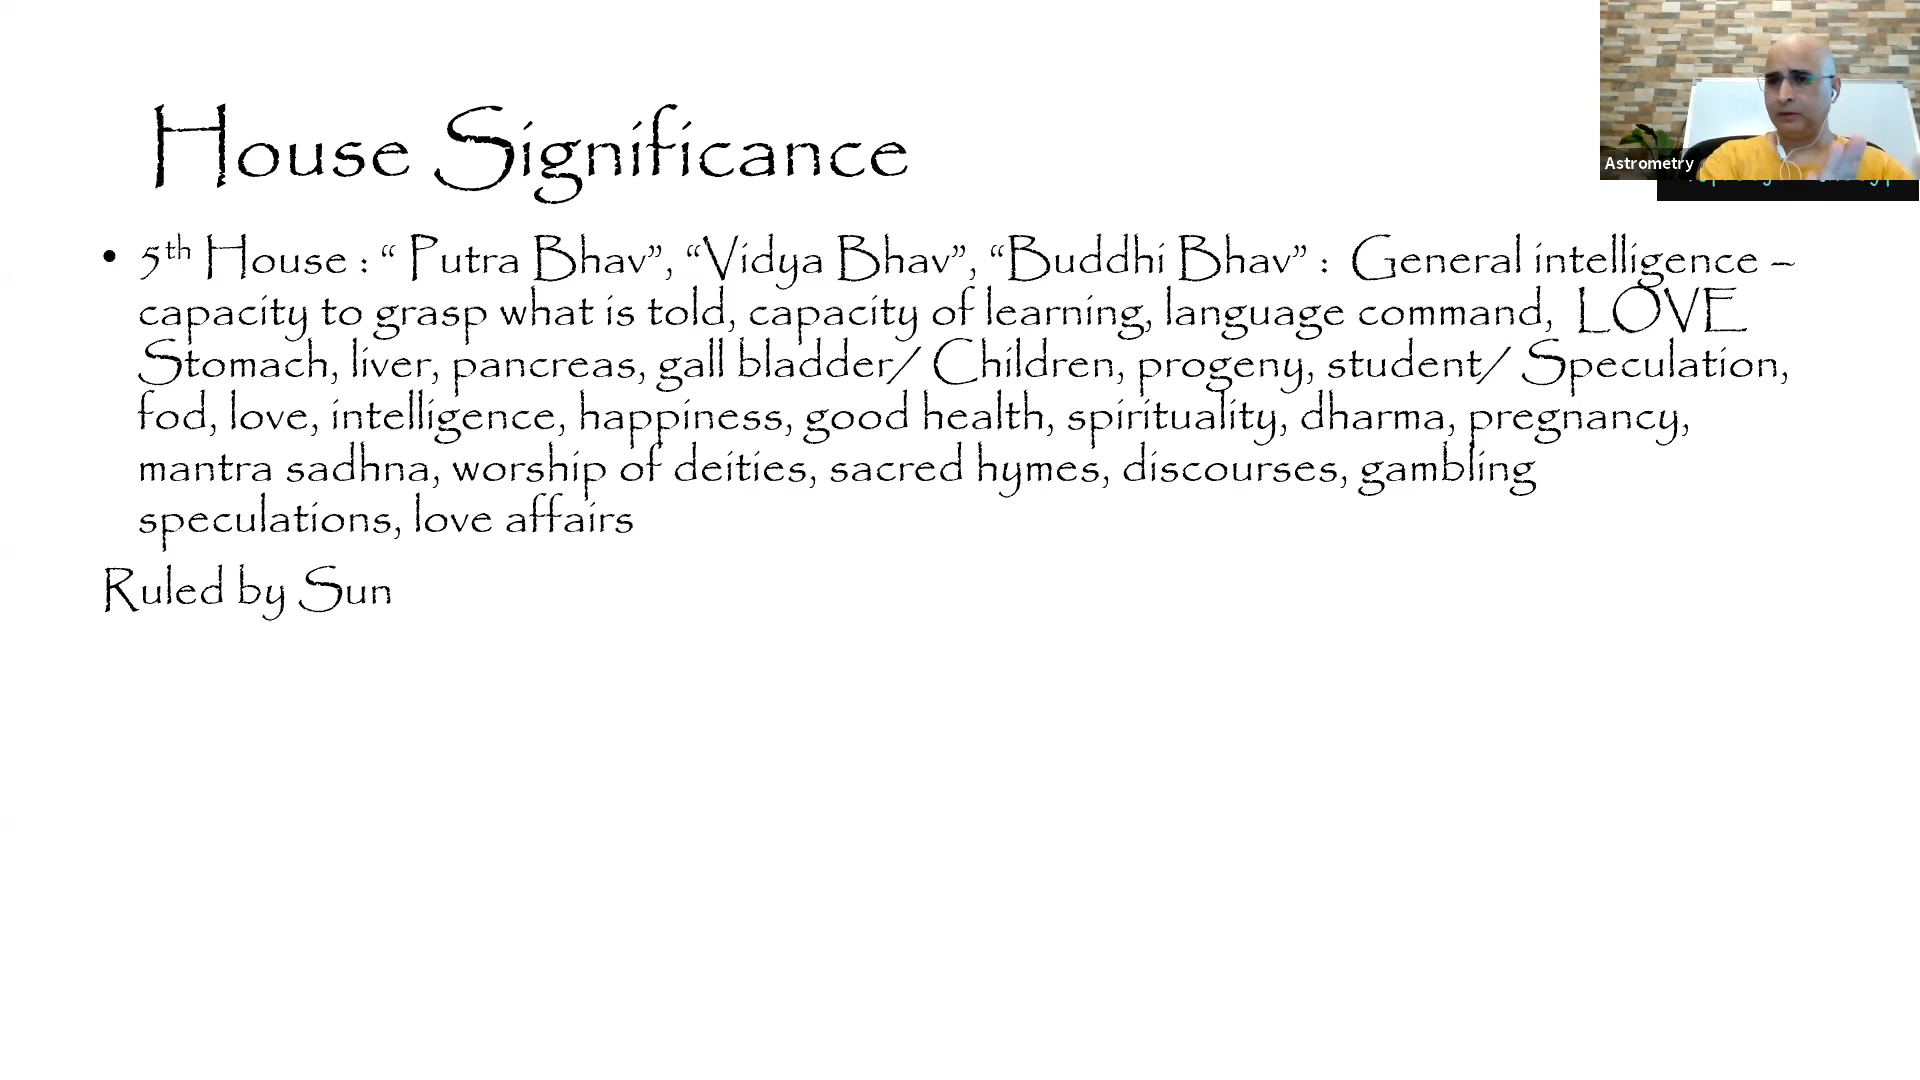 House Significance
• 5th House : “ Putra Bhav”, “Vidya Bhav”, “Buddhi Bhav” : General intelligence –
capacity to grasp what is told, capacity of learning, language command, LOVE
Stomach, liver, pancreas, gall bladder/ Children, progeny, student/ Speculation,
fod, love, intelligence, happiness, good health, spirituality, dharma, pregnancy,
mantra sadhna, worship of deities, sacred hymes, discourses, gambling
speculations, love affairs
Ruled by Sun
Astrometry